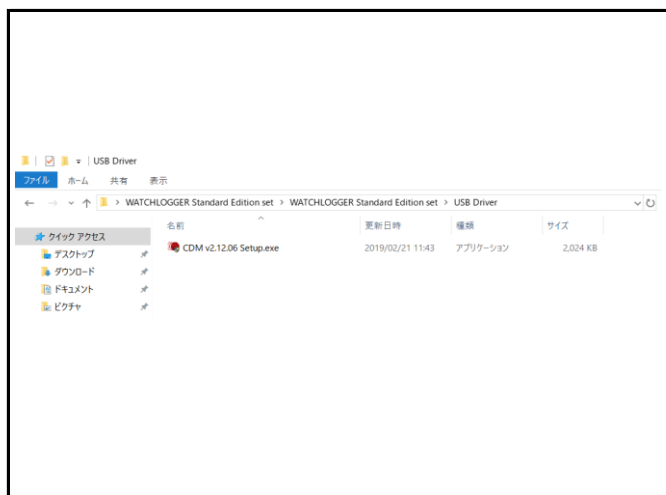 USB Driver
ファイル ホーム 共有 表示
WATCHLOGGER Standard Edition set > WATCHLOGGER Standard Edition set > USB Driver
名前 更新日時 種類 サイズ
クイック アクセス
CDM v2.12.06 Setup.exe 2019/02/21 11:43 アプリケーション 2,024 KB
デスクトップ
ダウンロード
ドキュメント
ピクチャ